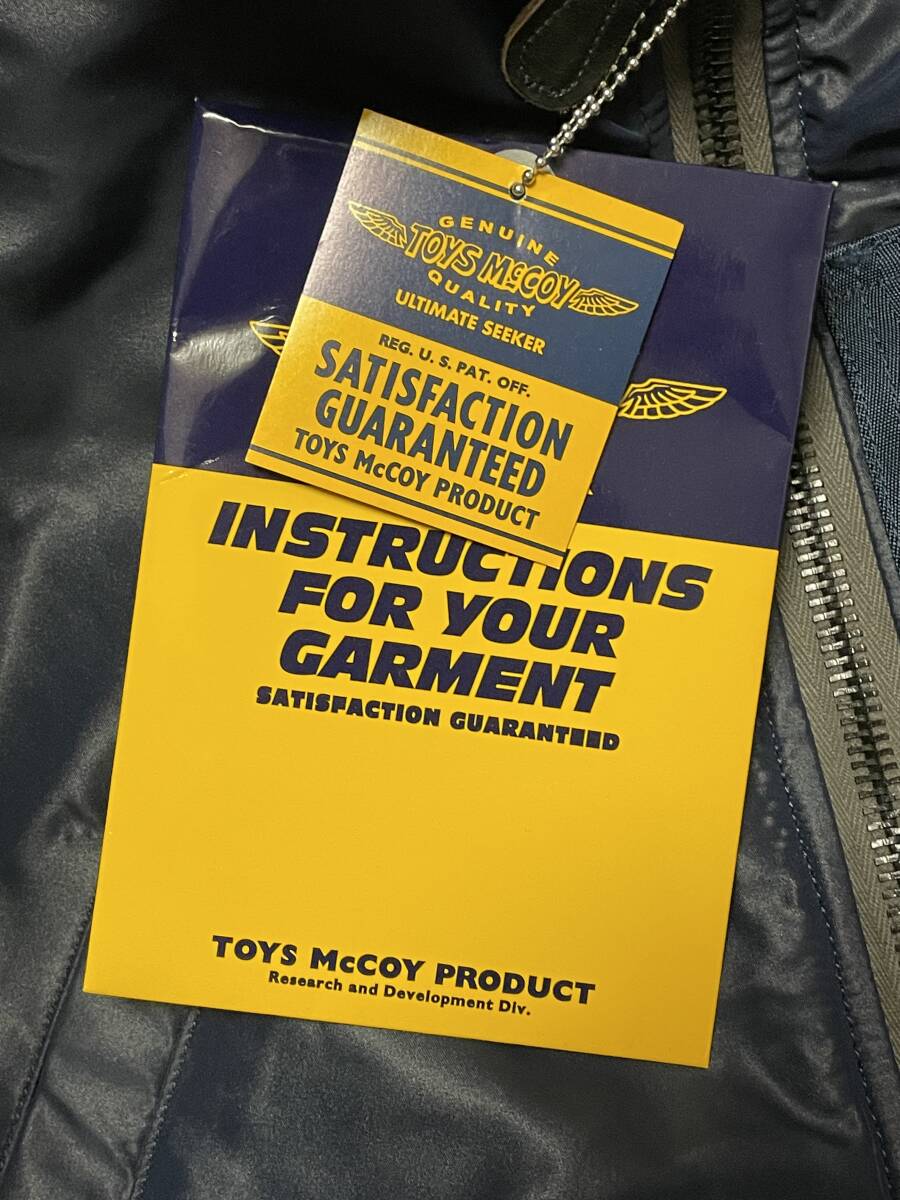 GENUINE
TOYS McCOY
QUALITY
ULTIMATE SEEKER
REG. U. S. PAT. OFF.
SATISFACTION
GUARANTEED
TOYS McCOY PRODUCT
INSTRUCTIONS
FOR YOUR
GARMENT
SATISFACTION GUARANTEED
TOYS McCOY PRODUCT
Research and Development Div.